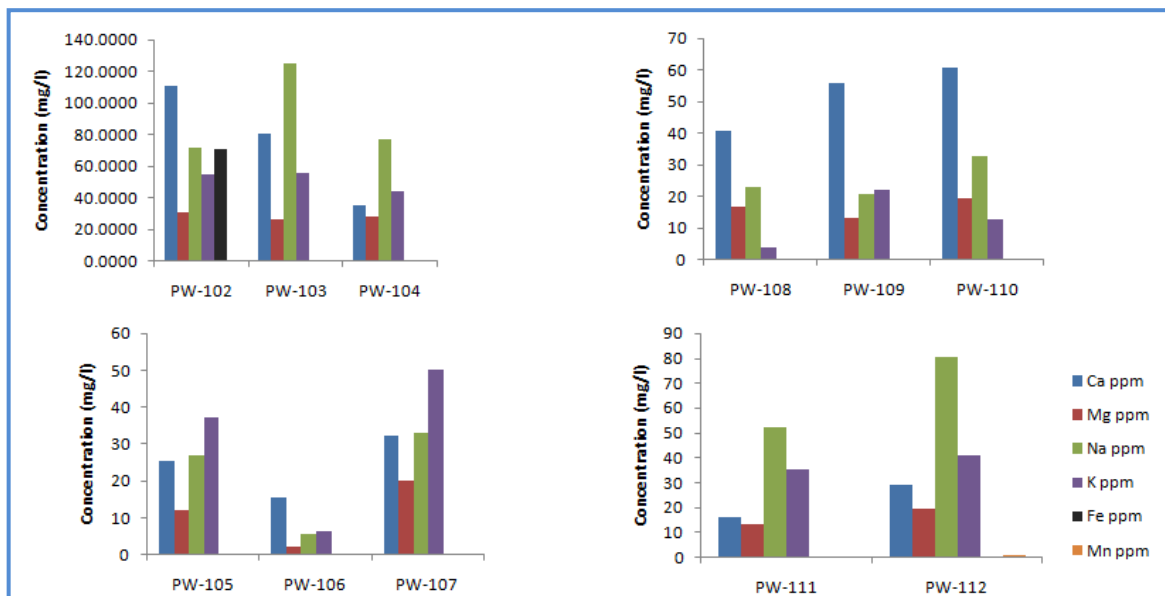 Concentration (mg/l)
140.0000
120.0000
100.0000
80.0000
60.0000
40.0000
20.0000
0.0000
PW-102 PW-103 PW-104
Concentration (mg/l)
70
60
50
40
30
20
10
0
PW-108 PW-109 PW-110
Concentration (mg/l)
60
50
40
30
20
10
0
PW-105 PW-106 PW-107
Concentration (mg/l)
90
80
70
60
50
40
30
20
10
0
PW-111 PW-112
Ca ppm
Mg ppm
Na ppm
K ppm
Fe ppm
Mn ppm